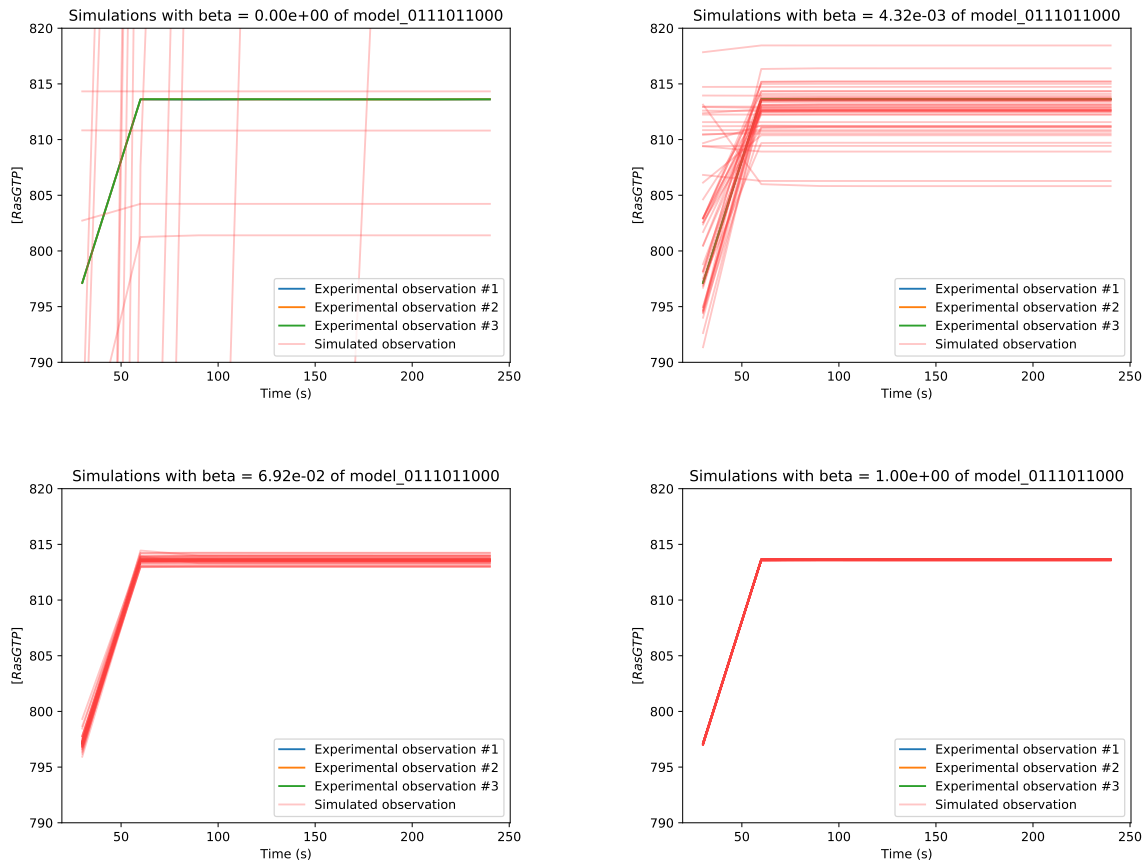 Simulations with beta = 0.00e+00 of model_0111011000
820
815
810
805
800
795
790
[RasGTP]
50
100
150
200
250
Time (s)
Experimental observation #1
Experimental observation #2
Experimental observation #3
Simulated observation
Simulations with beta = 4.32e-03 of model_0111011000
820
815
810
805
800
795
790
[RasGTP]
50
100
150
200
250
Time (s)
Experimental observation #1
Experimental observation #2
Experimental observation #3
Simulated observation
Simulations with beta = 6.92e-02 of model_0111011000
820
815
810
805
800
795
790
[RasGTP]
50
100
150
200
250
Time (s)
Experimental observation #1
Experimental observation #2
Experimental observation #3
Simulated observation
Simulations with beta = 1.00e+00 of model_0111011000
820
815
810
805
800
795
790
[RasGTP]
50
100
150
200
250
Time (s)
Experimental observation #1
Experimental observation #2
Experimental observation #3
Simulated observation